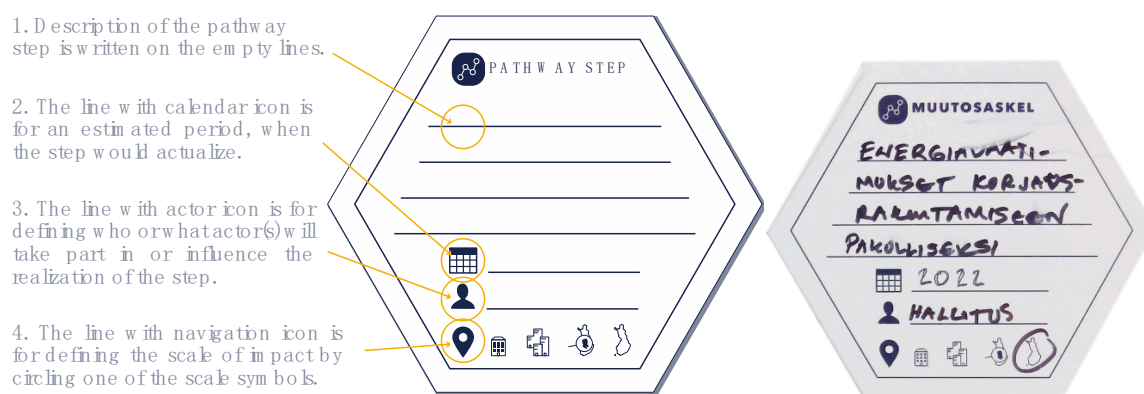 1. Description of the pathway
step is written on the empty lines.
2. The line with calendar icon is
for an estimated period, when
the step would actualize.
3. The line with actor icon is for
defining who or what actor(s) will
take part in or influence the
realization of the step.
4. The line with navigation icon is
for defining the scale of impact by
circling one of the scale symbols.
PATHWAY STEP
MUUTOSASKEL
ENERGIAVAATI-
MUKSET KORJAUS-
RAKENTAMISEEN
PAKOLLISEKSI
2022
HALLITUS